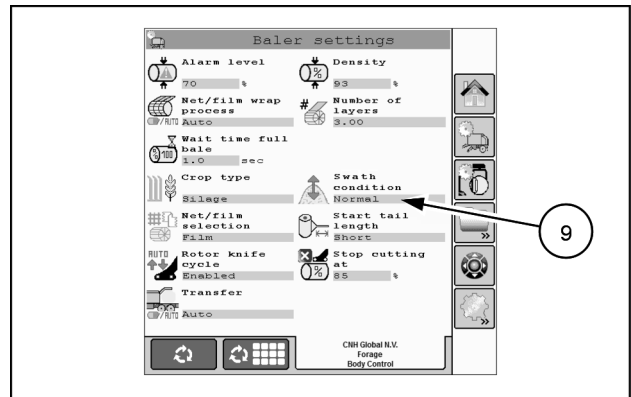 Baler settings
Alarm level
70 %
Density
93 %
Net/film wrap
process
/AUTO Auto
#
Number of
layers
3.00
Wait time full
bale
% 100
1.0 sec
Crop type
Silage
Swath
condition
Normal
9
Net/film
selection
Film
Start tail
length
Short
AUTO
Rotor knife
cycle
Enabled
Stop cutting
at
%
85 %
Transfer
/AUTO Auto
»
»
CNH Global N.V.
Forage
Body Control